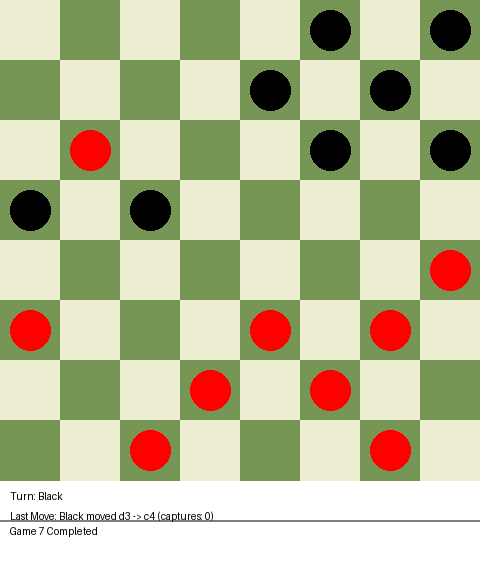 Turn: Black
Last Move: Black moved d3 -> c4 (captures: 0)
Game 7 Completed